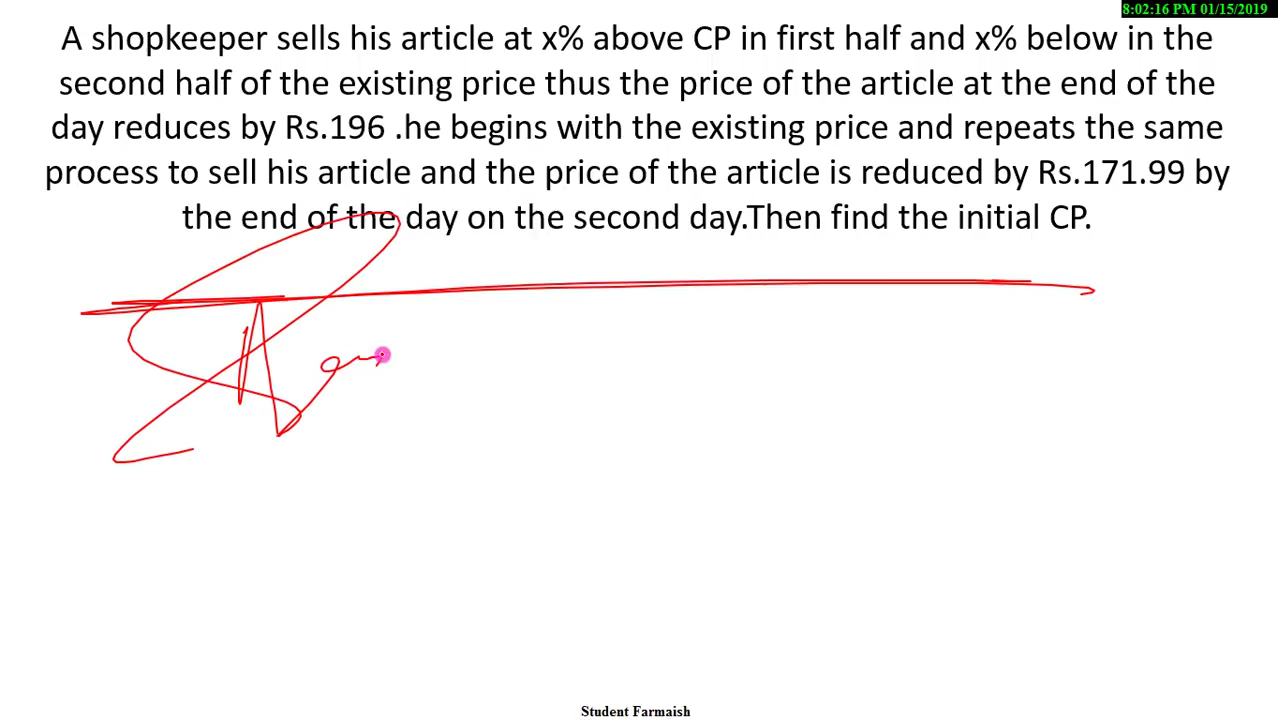 8:02:16 PM 01/15/2019
A shopkeeper sells his article at x% above CP in first half and x% below in the
second half of the existing price thus the price of the article at the end of the
day reduces by Rs.196 .he begins with the existing price and repeats the same
process to sell his article and the price of the article is reduced by Rs.171.99 by
the end of the day on the second day.Then find the initial CP.
Student Farmaish